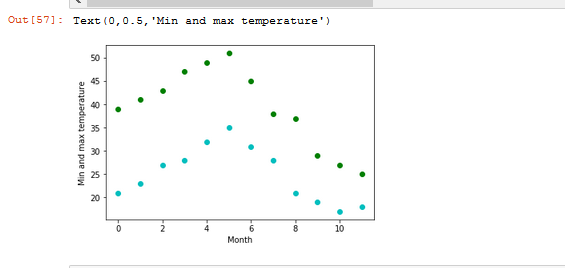 Out[57]: Text(0,0.5,'Min and max temperature')
50
45
40
35
30
25
20
Min and max temperature
0 2 4 6 8 10
Month